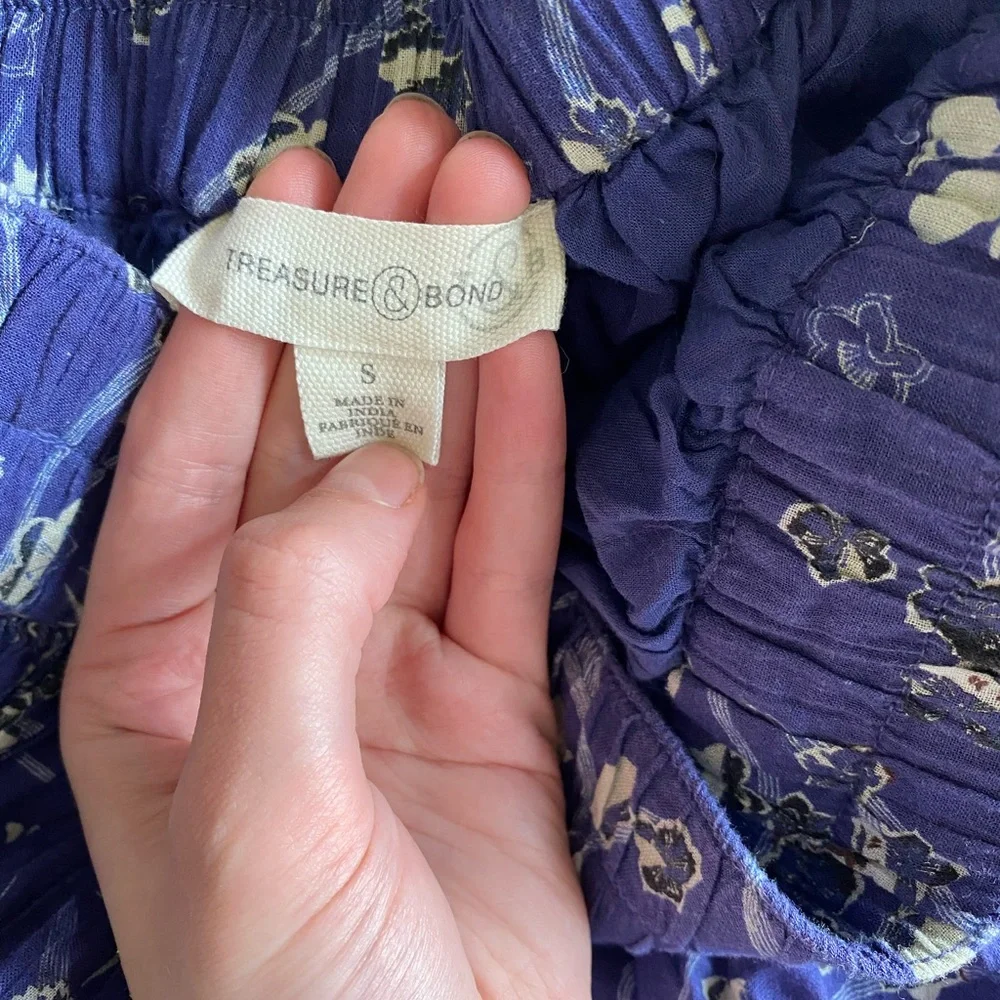 TREASURE & BOND
S
MADE IN
INDIA
FABRIQUÉ EN
INDE